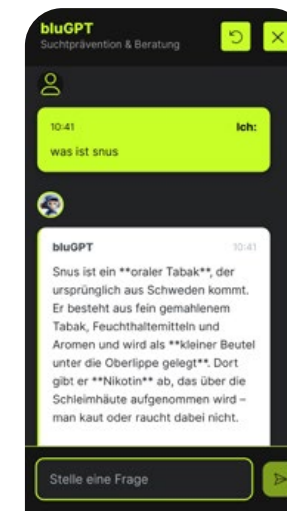 bluGPT
Suchtprävention & Beratung
10:41 Ich:
was ist snus
bluGPT 10:41
Snus ist ein **oraler Tabak**, der
ursprünglich aus Schweden kommt.
Er besteht aus fein gemahlenem
Tabak, Feuchthaltemitteln und
Aromen und wird als **kleiner Beutel
unter die Oberlippe gelegt**. Dort
gibt er **Nikotin** ab, das über die
Schleimhäute aufgenommen wird –
man kaut oder raucht dabei nicht.
Stelle eine Frage